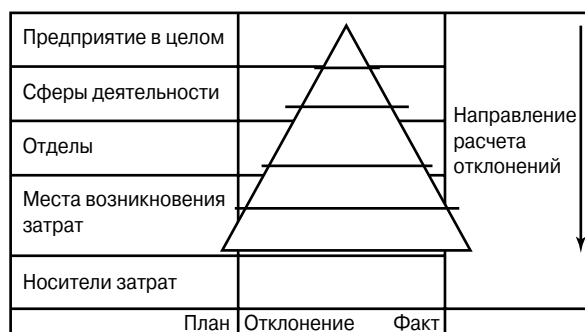 Предприятие в целом
Сферы деятельности
Отделы
Места возникновения
затрат
Носители затрат
Направление
расчета
отклонений
План Отклонение Факт